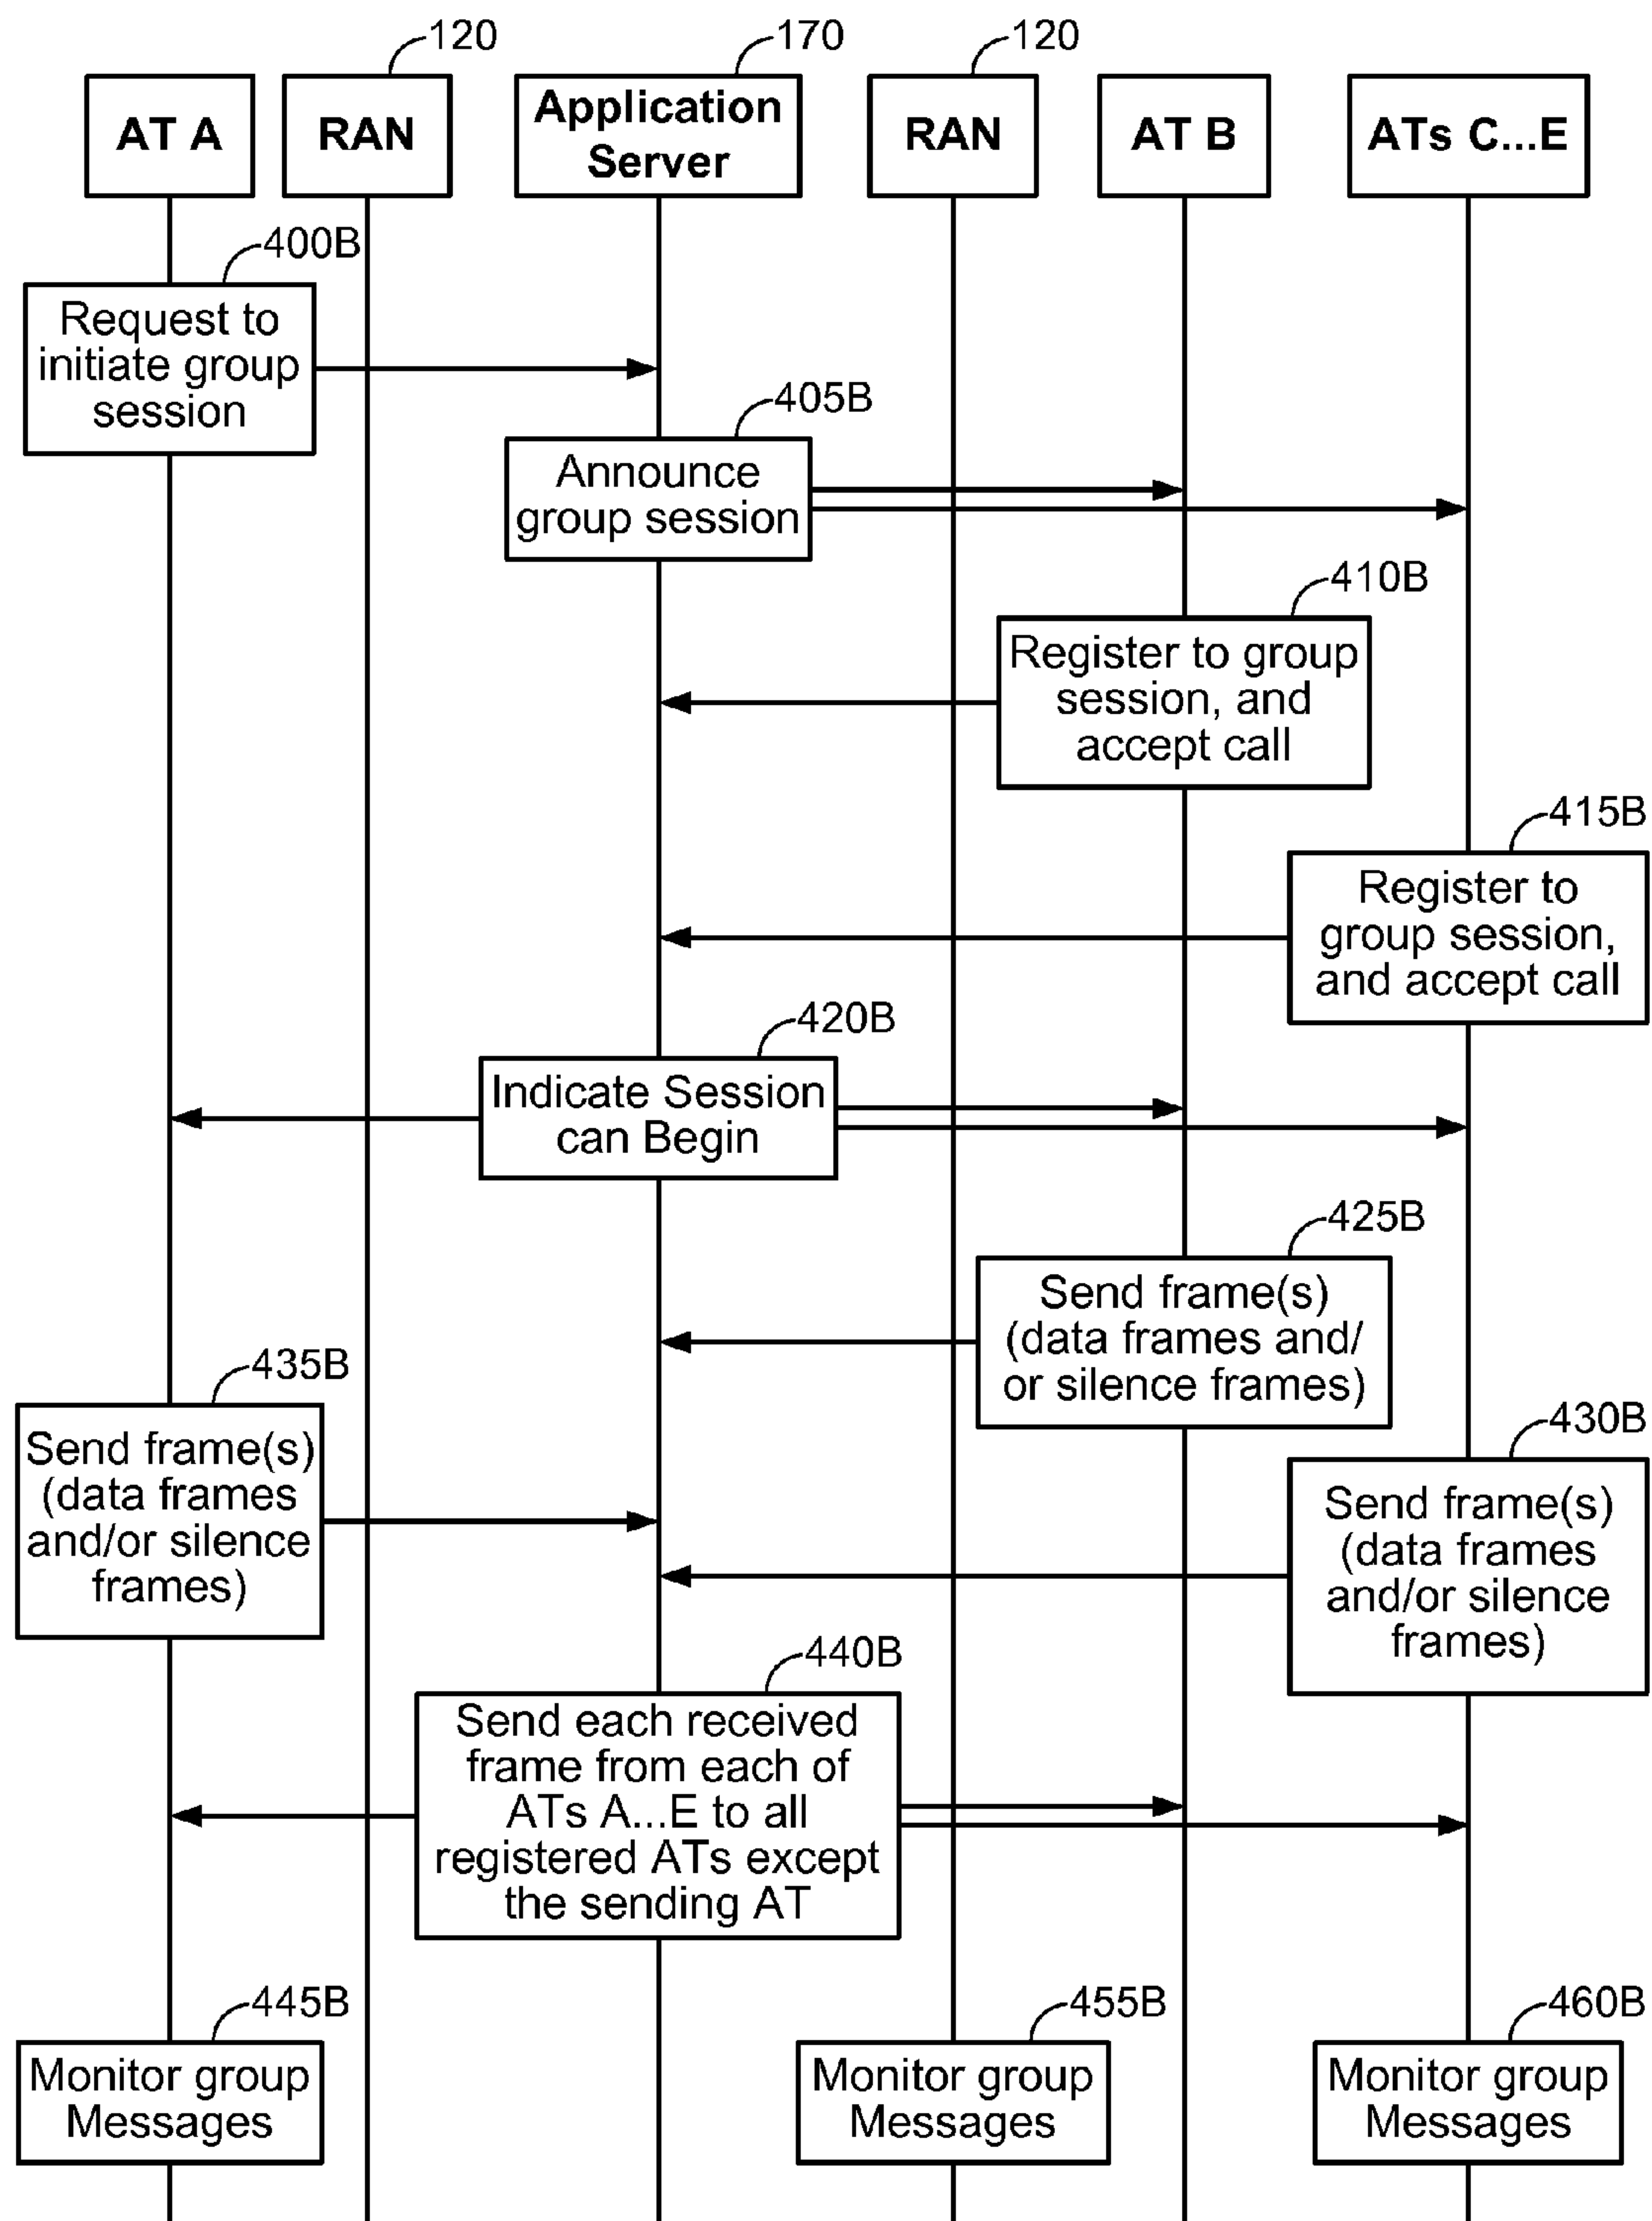 120
170
120
AT A
RAN
Application
Server
RAN
AT B
ATs C...E
400B
Request to
initiate group
session
405B
Announce
group session
410B
Register to group
session, and
accept call
415B
Register to
group session,
and accept call
420B
Indicate Session
can Begin
425B
Send frame(s)
(data frames and/
or silence frames)
435B
Send frame(s)
(data frames
and/or silence
frames)
430B
Send frame(s)
(data frames
and/or silence
frames)
440B
Send each received
frame from each of
ATs A...E to all
registered ATs except
the sending AT
445B
Monitor group
Messages
455B
Monitor group
Messages
460B
Monitor group
Messages